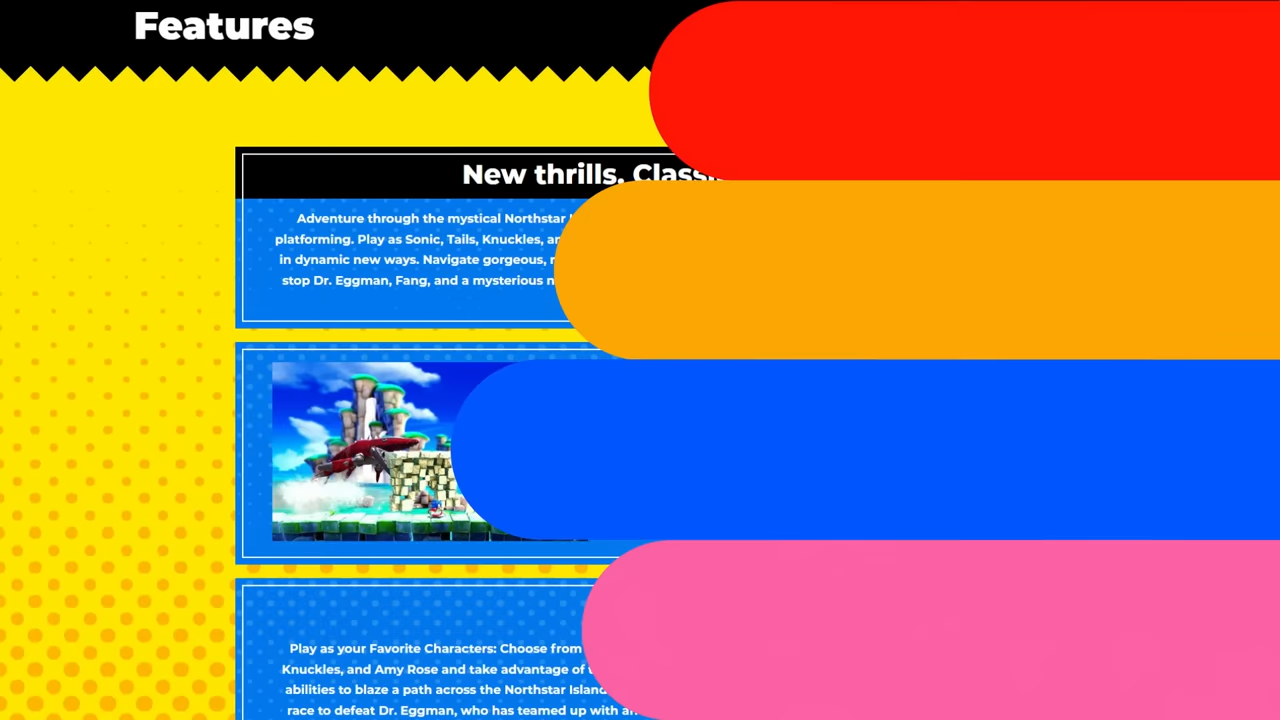 Features
New thrills. Classic
Adventure through the mystical Northstar
platforming. Play as Sonic, Tails, Knuckles,
in dynamic new ways. Navigate gorgeous,
stop Dr. Eggman, Fang, and a mysterious
Play as your Favorite Characters: Choose from
Knuckles, and Amy Rose and take advantage of
abilities to blaze a path across the Northstar
race to defeat Dr. Eggman, who has teamed up with